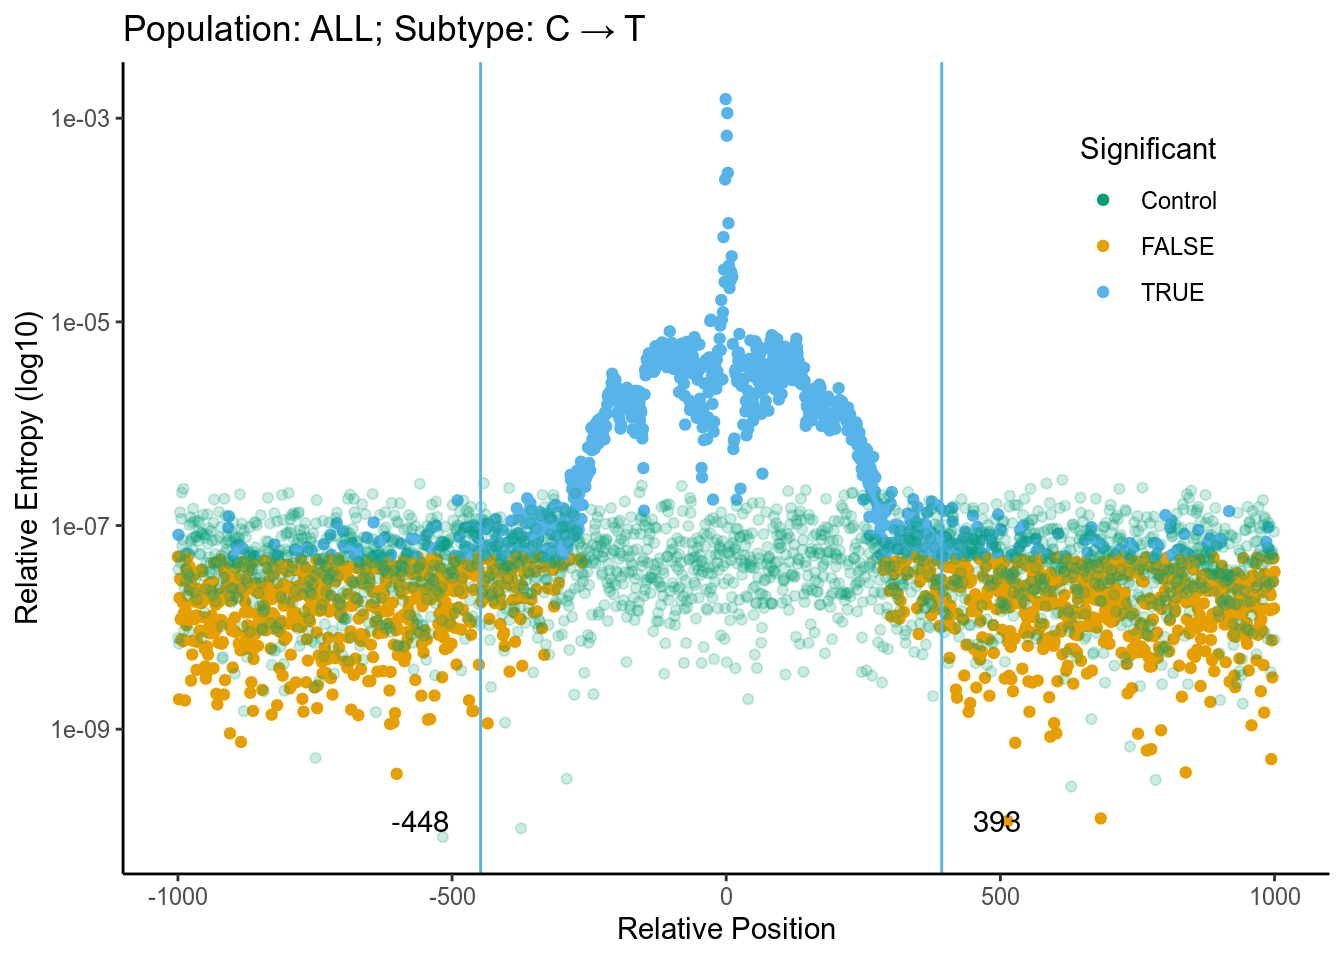 Population: ALL; Subtype: C → T
1e-03
1e-05
1e-07
1e-09
Relative Entropy (log10)
Significant
Control
FALSE
TRUE
-448
393
-1000
-500
0
500
1000
Relative Position